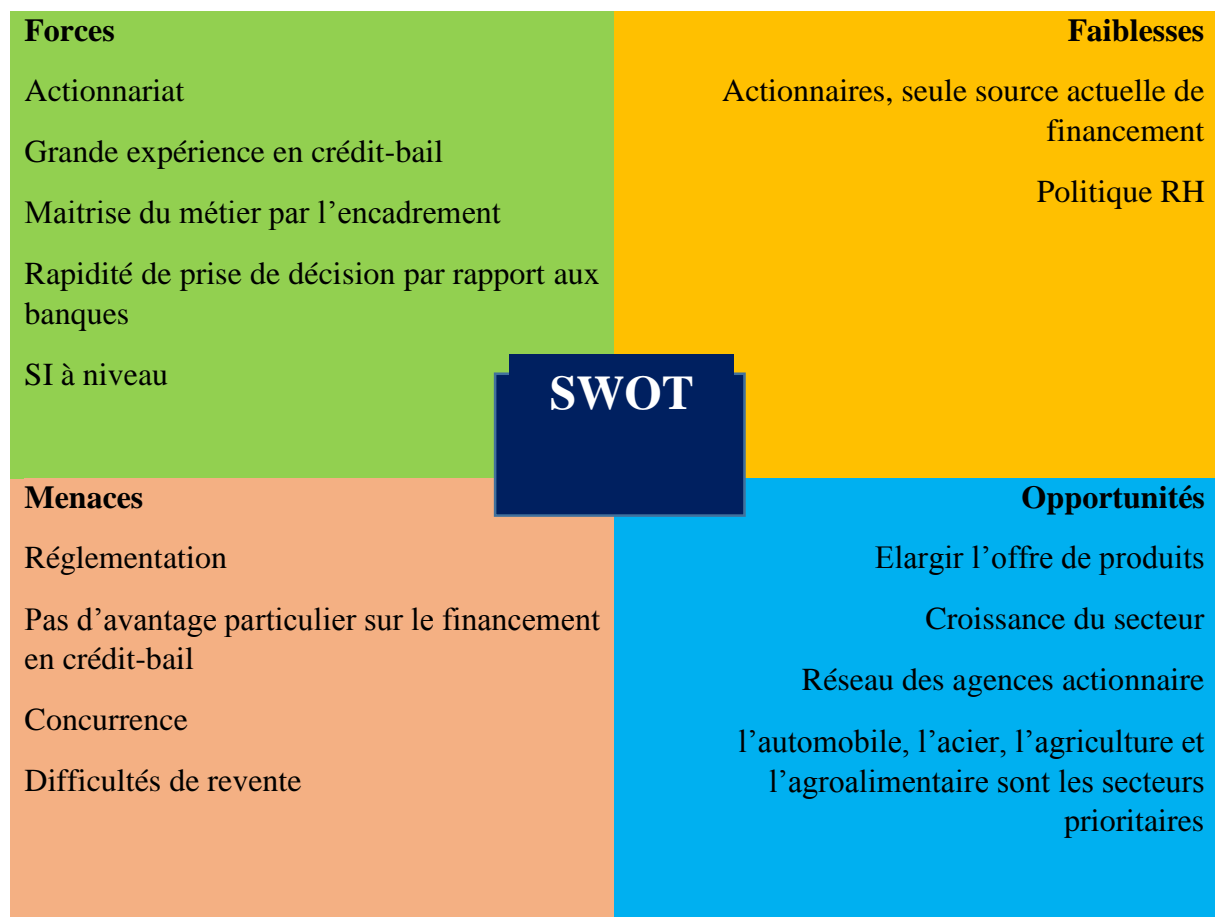 Forces
Actionnariat
Grande expérience en crédit-bail
Maitrise du métier par l’encadrement
Rapidité de prise de décision par rapport aux
banques
SI à niveau
Faiblesses
Actionnaires, seule source actuelle de
financement
Politique RH
SWOT
Menaces
Réglementation
Pas d’avantage particulier sur le financement
en crédit-bail
Concurrence
Difficultés de revente
Opportunités
Elargir l’offre de produits
Croissance du secteur
Réseau des agences actionnaire
l’automobile, l’acier, l’agriculture et
l’agroalimentaire sont les secteurs
prioritaires